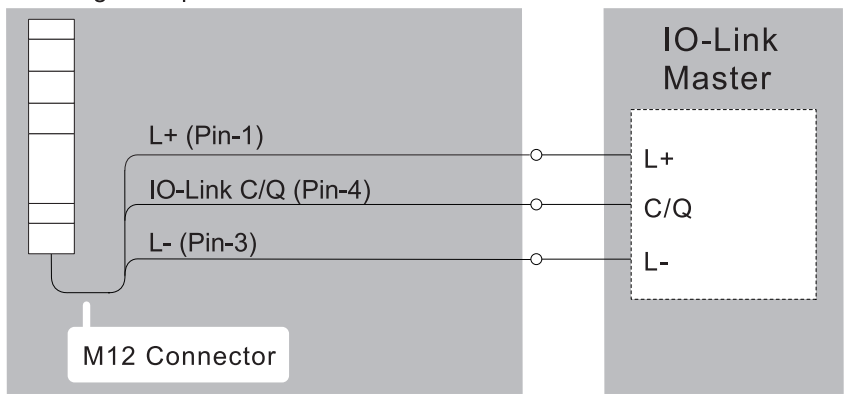 IO-Link
Master
L+ (Pin-1)
L+
IO-Link C/Q (Pin-4)
C/Q
L- (Pin-3)
L-
M12 Connector